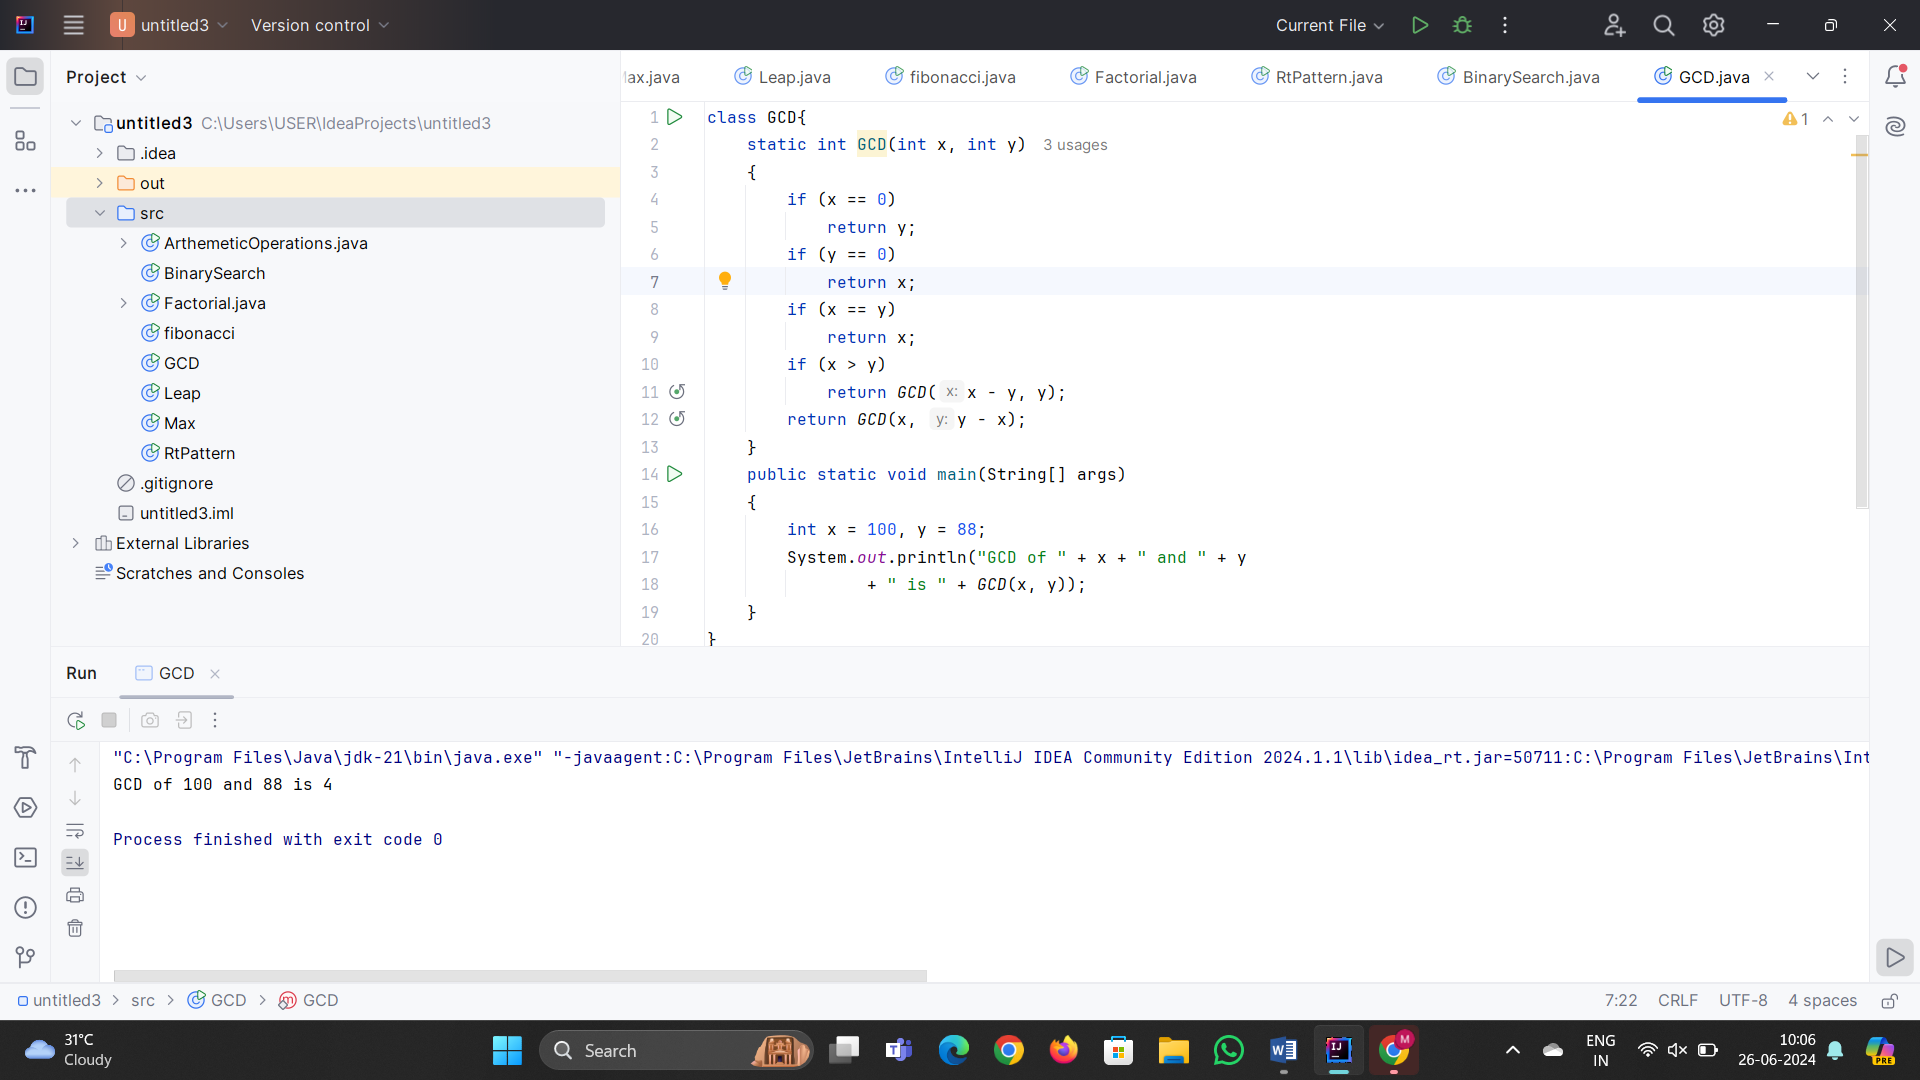 U untitled3 Version control Current File
Project
untitled3 C:\Users\USER\IdeaProjects\untitled3
.idea
out
src
ArthemeticOperations.java
BinarySearch
Factorial.java
fibonacci
GCD
Leap
Max
RtPattern
.gitignore
untitled3.iml
External Libraries
Scratches and Consoles
ax.java Leap.java fibonacci.java Factorial.java RtPattern.java BinarySearch.java GCD.java
1
1 class GCD{
2 static int GCD(int x, int y) 3 usages
3 {
4 if (x == 0)
5 return y;
6 if (y == 0)
7 return x;
8 if (x == y)
9 return x;
10 if (x > y)
11 return GCD( x: x - y, y);
12 return GCD(x, y: y - x);
13 }
14 public static void main(String[] args)
15 {
16 int x = 100, y = 88;
17 System.out.println("GCD of " + x + " and " + y
18 + " is " + GCD(x, y));
19 }
20 }
Run GCD
"C:\Program Files\Java\jdk-21\bin\java.exe" "-javaagent:C:\Program Files\JetBrains\IntelliJ IDEA Community Edition 2024.1.1\lib\idea_rt.jar=50711:C:\Program Files\JetBrains\Int
GCD of 100 and 88 is 4
Process finished with exit code 0
untitled3 > src > GCD > GCD 7:22 CRLF UTF-8 4 spaces
31°C
Cloudy
Search
M
ENG
IN
10:06
26-06-2024
PRE